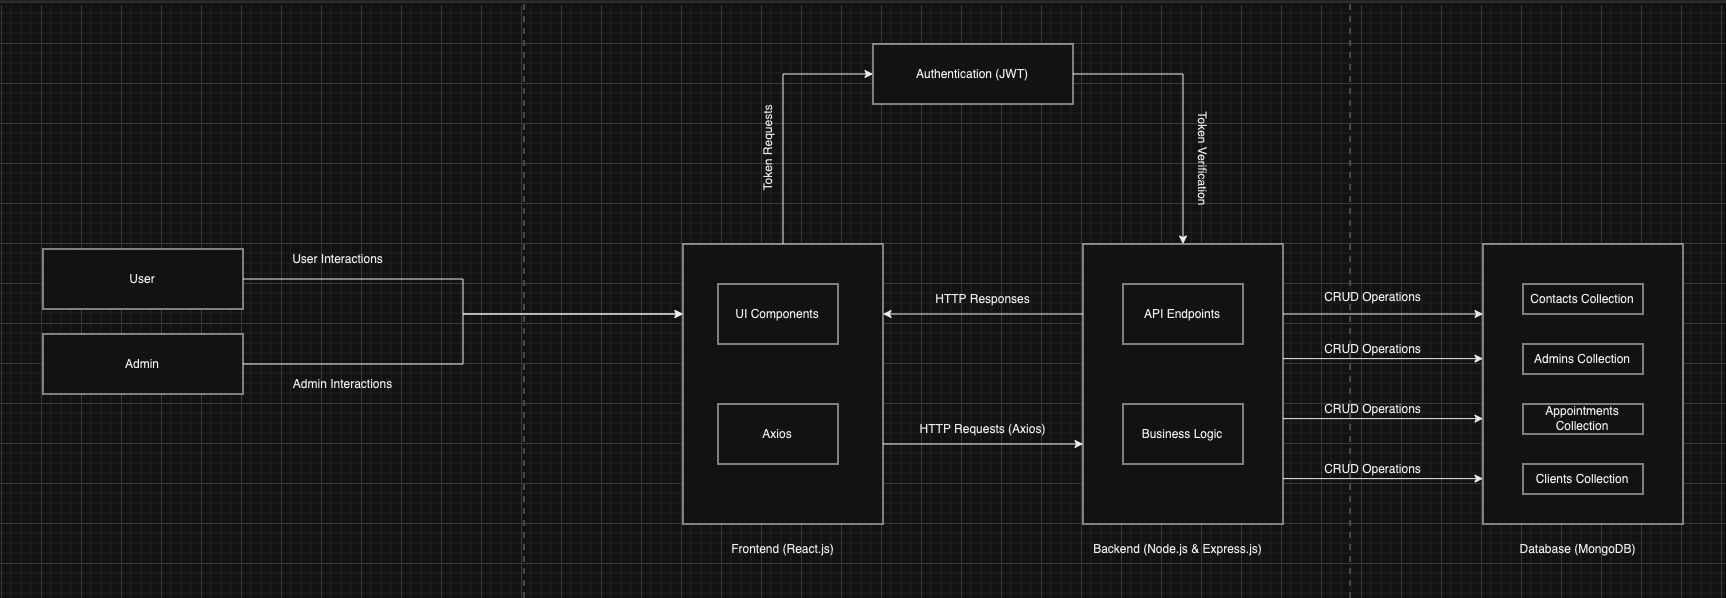 Authentication (JWT)
Token Requests
Token Verification
User
User Interactions
Admin
Admin Interactions
UI Components
Axios
Frontend (React.js)
HTTP Responses
HTTP Requests (Axios)
API Endpoints
Business Logic
Backend (Node.js & Express.js)
CRUD Operations
CRUD Operations
CRUD Operations
CRUD Operations
Contacts Collection
Admins Collection
Appointments
Collection
Clients Collection
Database (MongoDB)